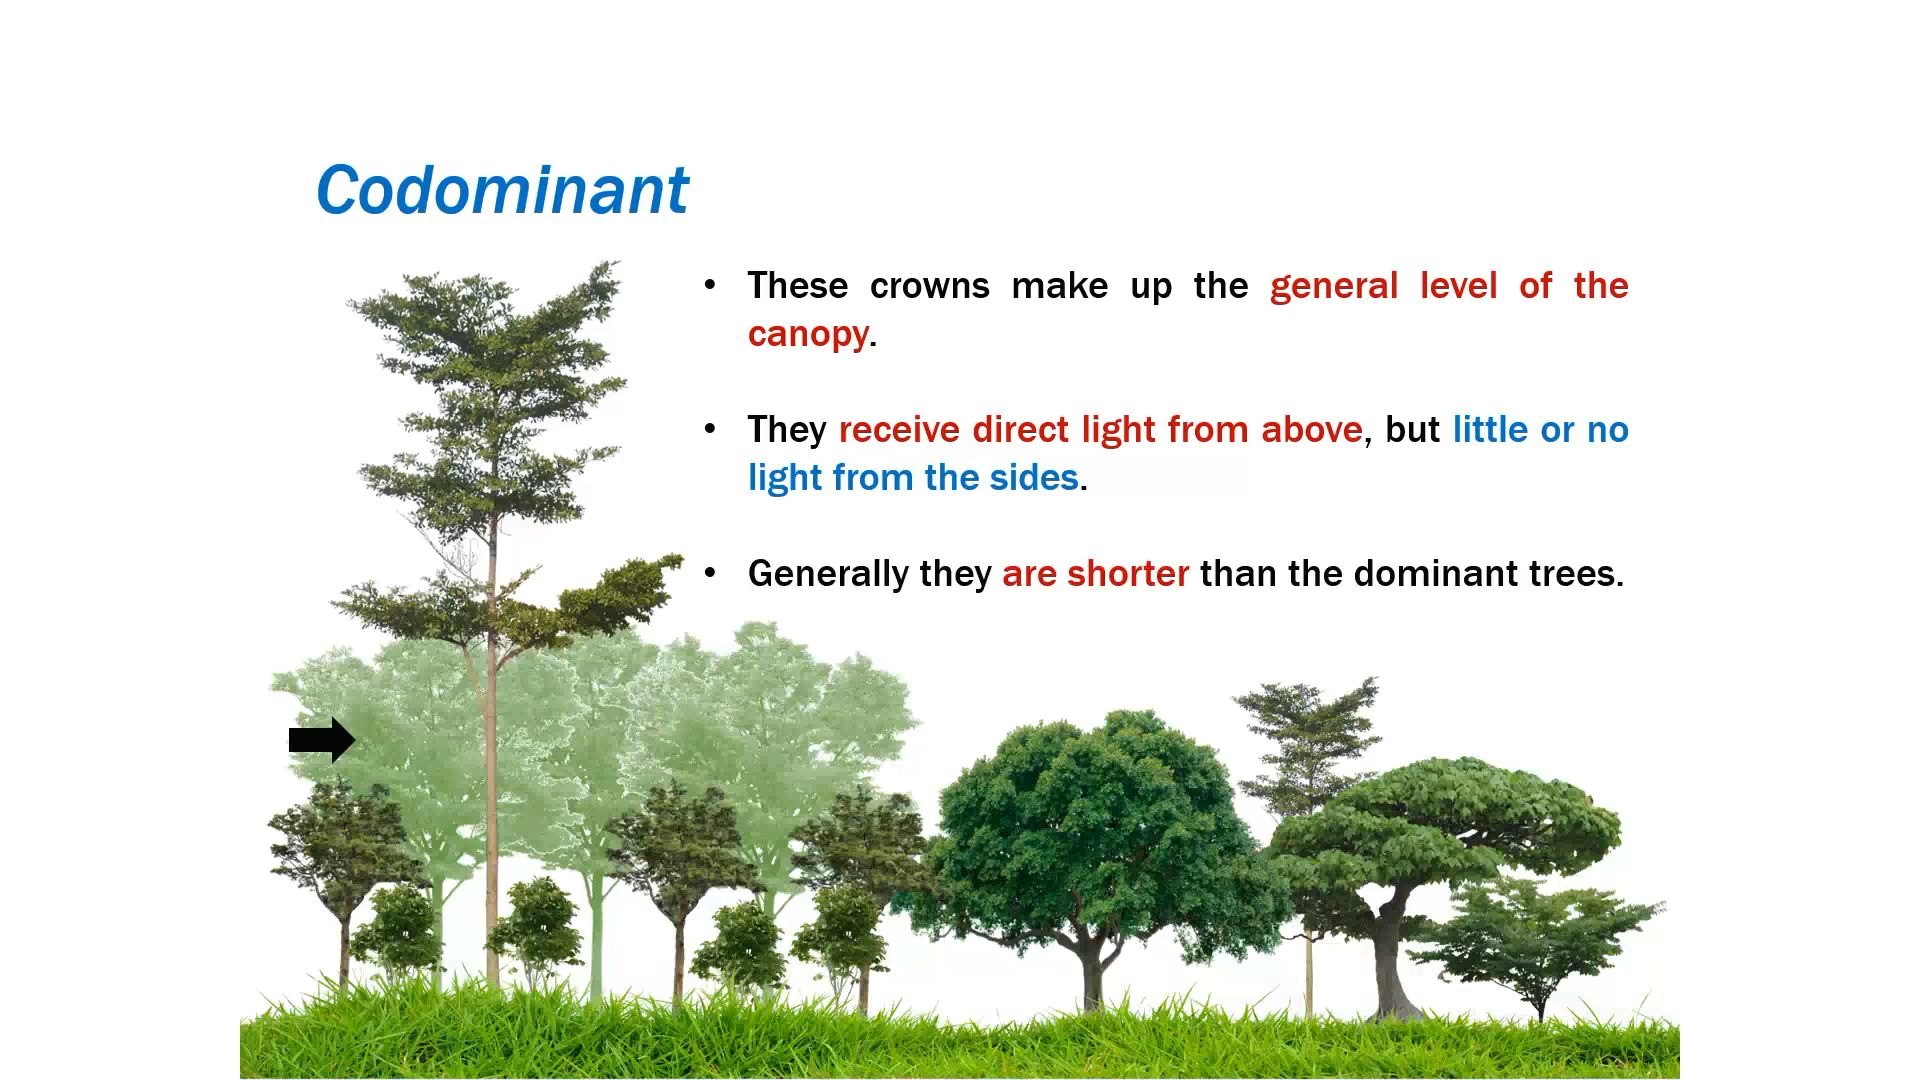 Codominant
• These crowns make up the general level of the
canopy.
• They receive direct light from above, but little or no
light from the sides.
• Generally they are shorter than the dominant trees.